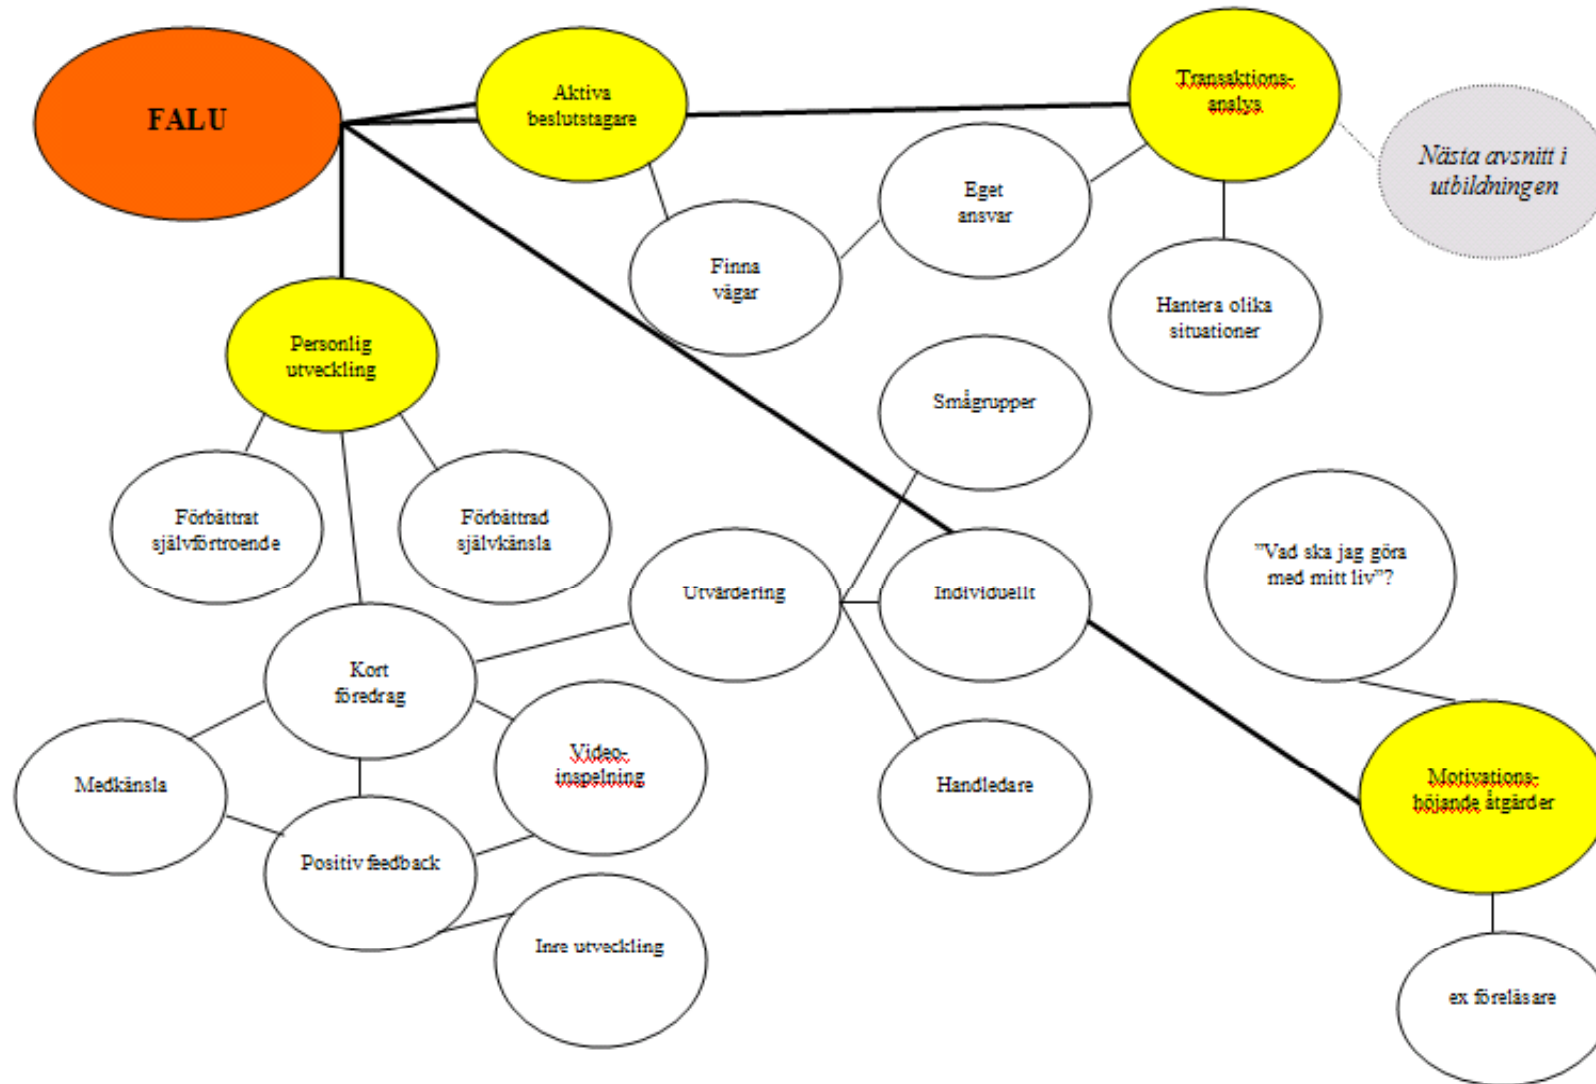 FALU
Aktiva
beslutstagare
Transaktions-
analys
Nästa avsnitt i
utbildningen
Eget
ansvar
Finna
vägar
Hantera olika
situationer
Personlig
utveckling
Smågrupper
Förbättrat
självförtroende
Förbättrad
självkänsla
Utvärdering
Individuellt
”Vad ska jag göra
med mitt liv”?
Kort
föredrag
Medkänsla
Video-
inspelning
Handledare
Motivations-
höjande åtgärder
Positiv feedback
Inre utveckling
ex föreläsare